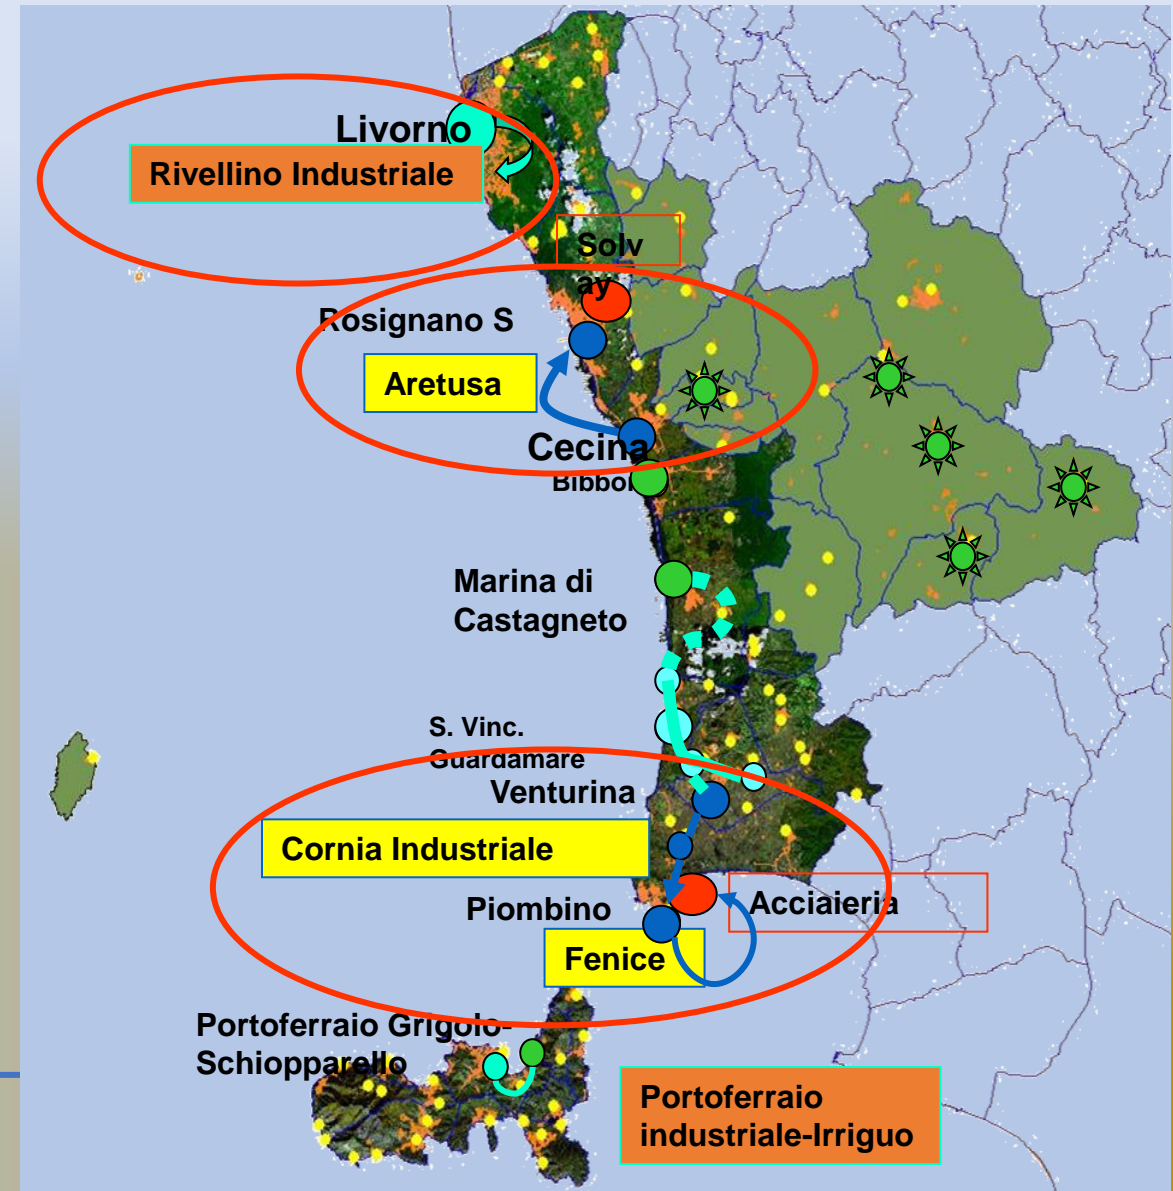 Livorno
Rivellino Industriale
Solv
ay
Rosignano S
Aretusa
Cecina
Marina di
Castagneto
S. Vinc.
Guardamare
Venturina
Cornia Industriale
Piombino
Acciaieria
Fenice
Portoferraio Grigolo-
Schiopparello
Portoferraio
industriale-Irriguo